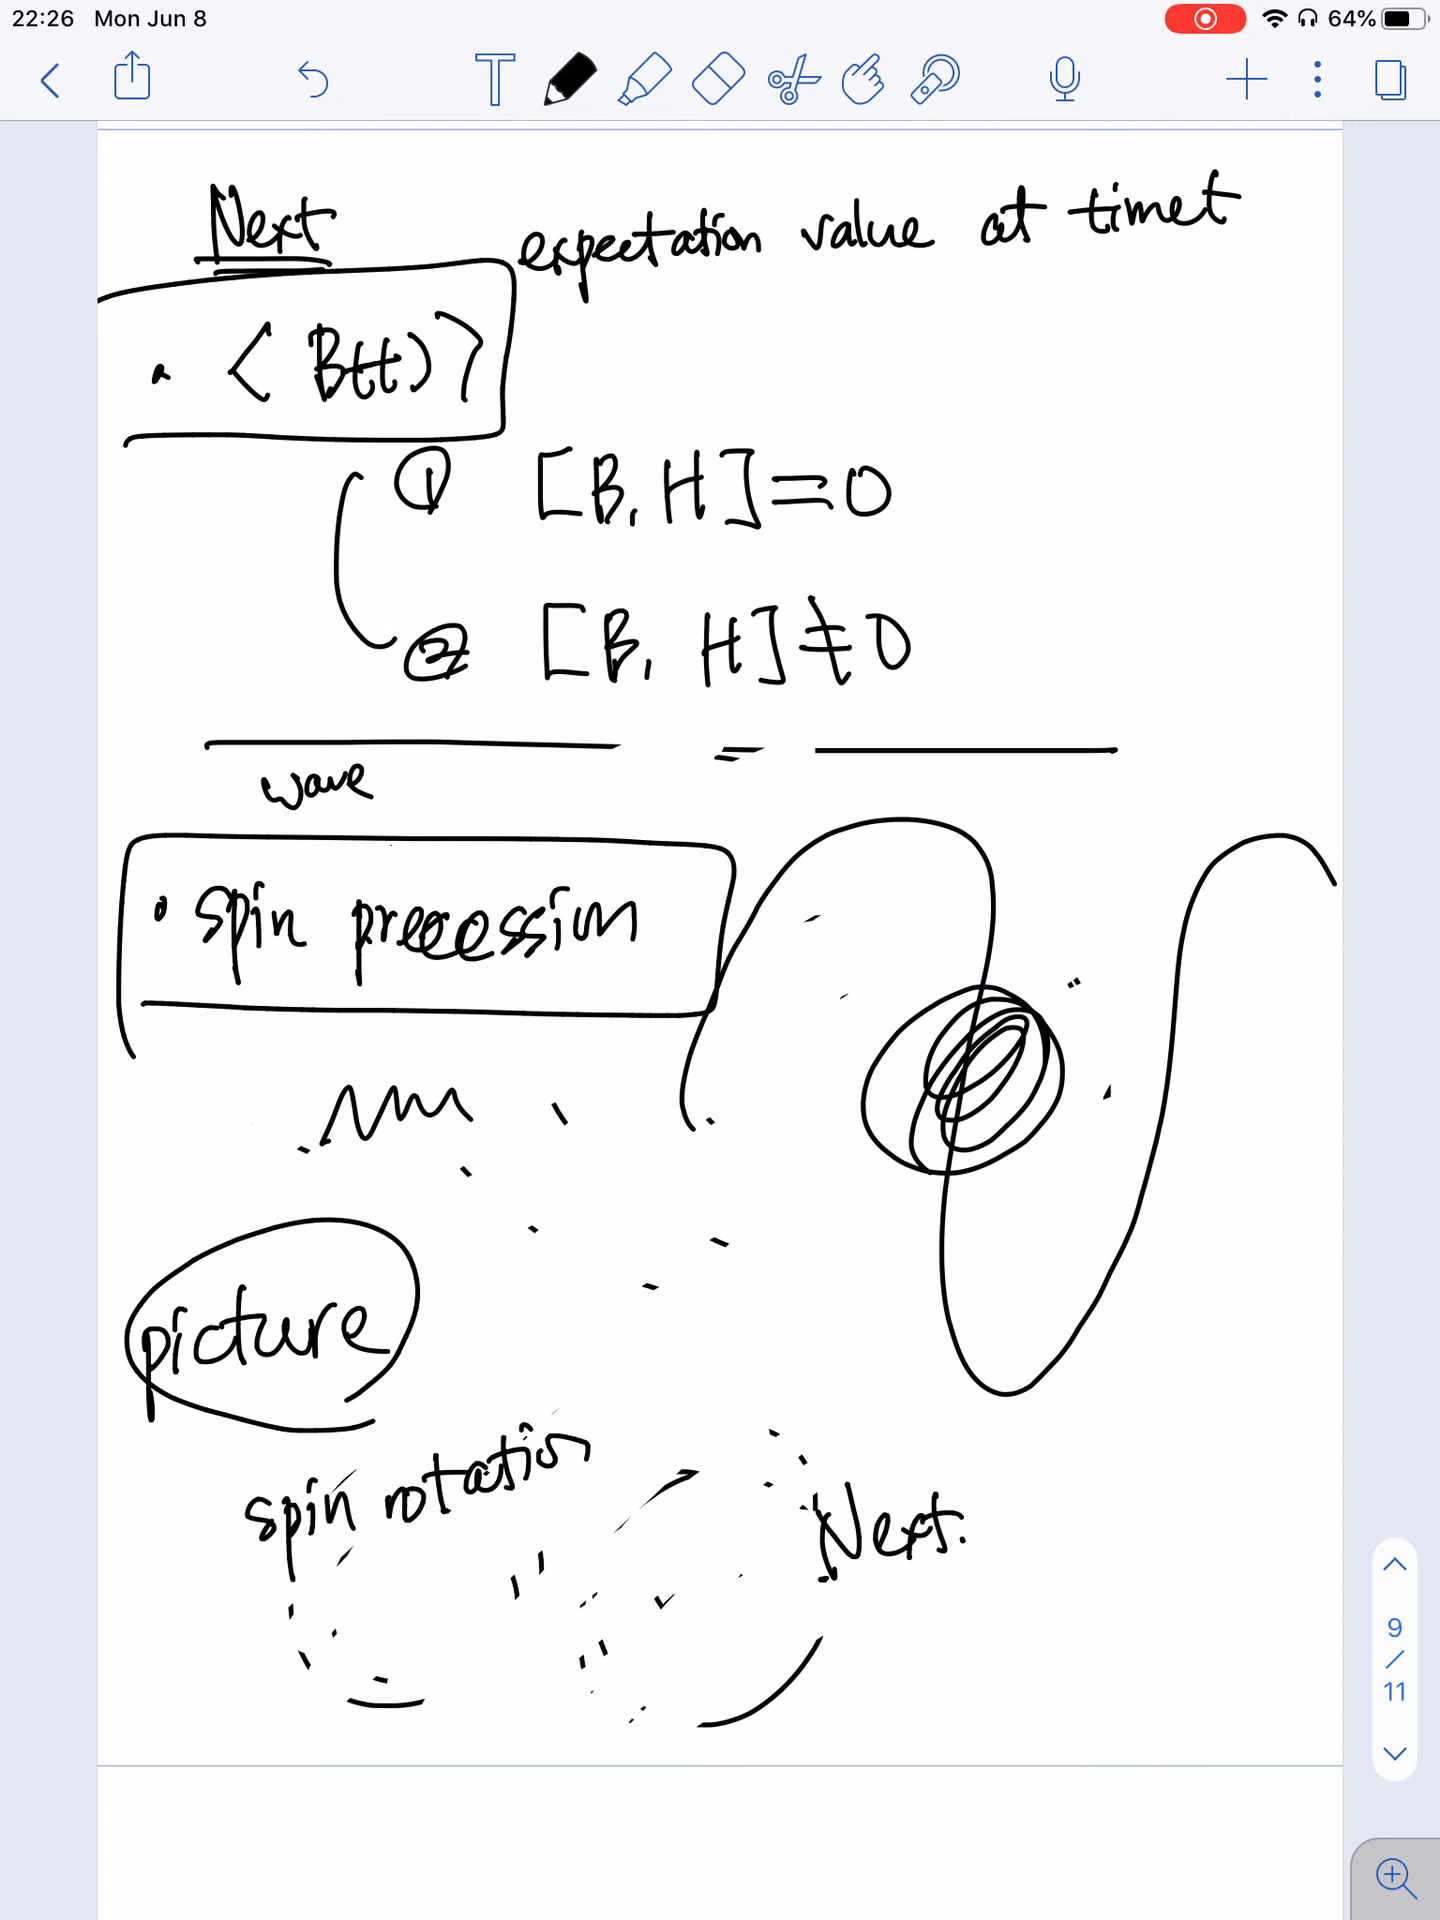 22:26 Mon Jun 8 64%
Next expectation value at time t
· < B(t) >
① [B, H] = 0
② [B, H] ≠ 0
wave
· spin precession
picture
spin rotation
Next.
9
/
11